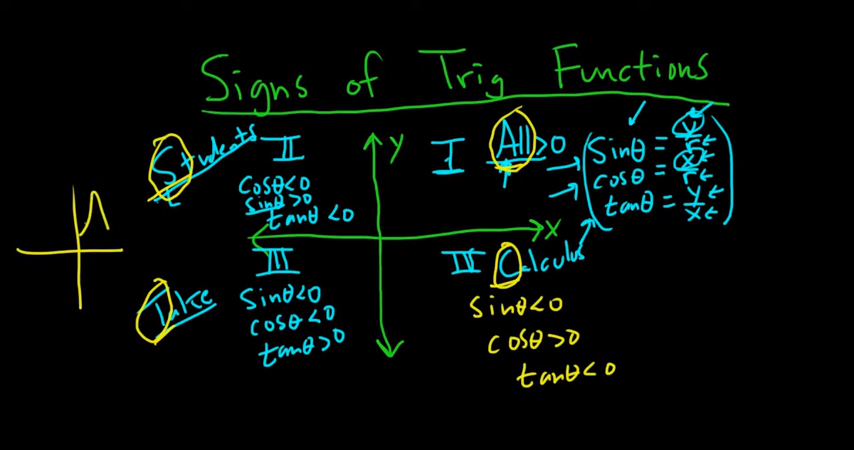 Signs of Trig Functions
Students
II
cosθ<0
sinθ>0
tanθ<0
y
I
All>0
sinθ = y/r
cosθ = x/r
tanθ = y/x
x
Take
III
sinθ<0
cosθ<0
tanθ>0
IV
Calculus
sinθ<0
cosθ>0
tanθ<0